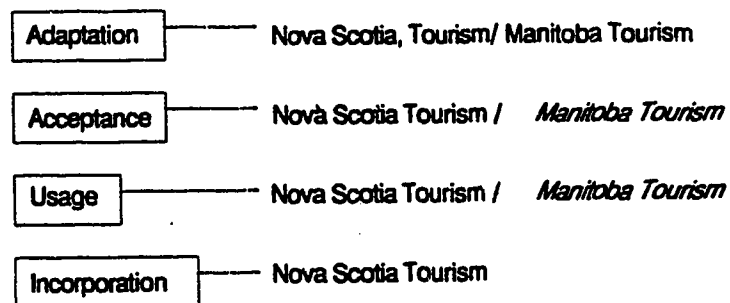 Adaptation Nova Scotia, Tourism/ Manitoba Tourism
Acceptance Novà Scotia Tourism / Manitoba Tourism
Usage Nova Scotia Tourism / Manitoba Tourism
Incorporation Nova Scotia Tourism